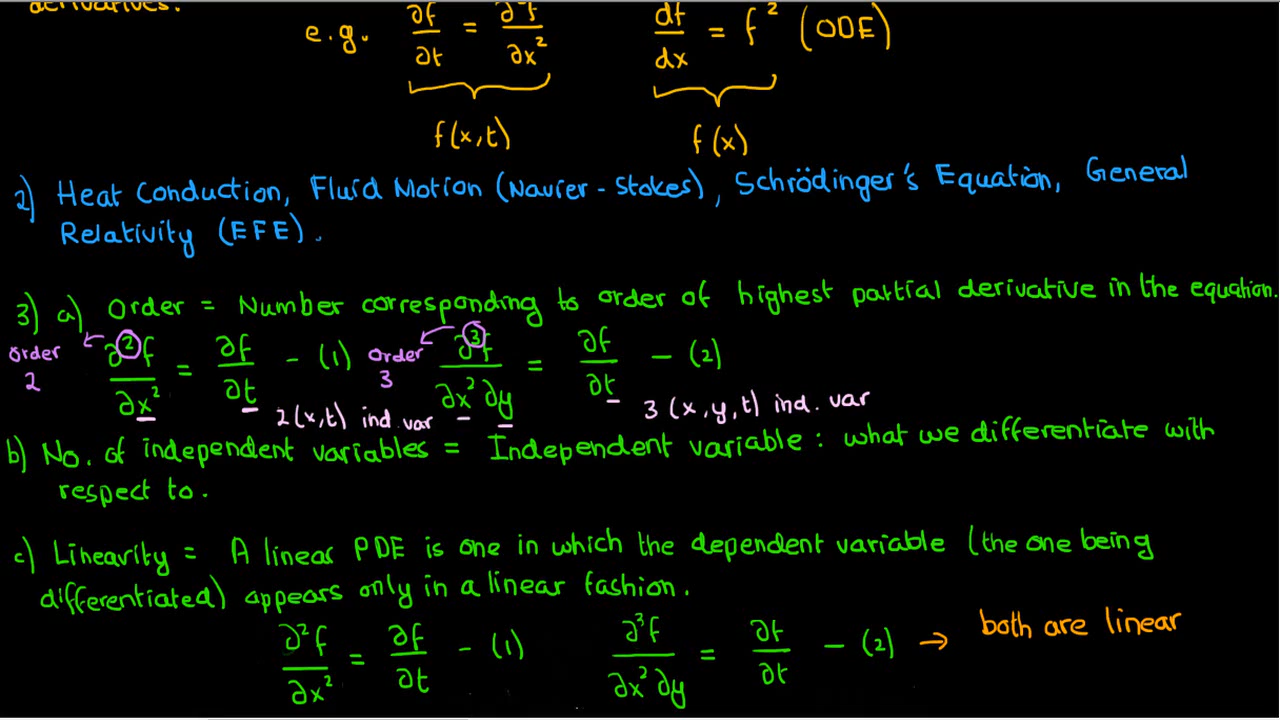 derivatives.
e.g. ∂f/∂t = ∂²f/∂x² df/dx = f² (ODE)
f(x,t) f(x)
2) Heat Conduction, Fluid Motion (Navier-Stokes), Schrödinger's Equation, General
Relativity (EFE).
3) a) Order = Number corresponding to order of highest partial derivative in the equation.
Order 2 ∂²f/∂x² = ∂f/∂t - (1) Order 3 ∂³f/∂x²∂y = ∂f/∂t - (2)
2(x,t) ind. var 3 (x,y,t) ind. var
b) No. of independent variables = Independent variable: what we differentiate with
respect to.
c) Linearity = A linear PDE is one in which the dependent variable (the one being
differentiated) appears only in a linear fashion.
∂²f/∂x² = ∂f/∂t - (1) ∂³f/∂x²∂y = ∂f/∂t - (2) → both are linear